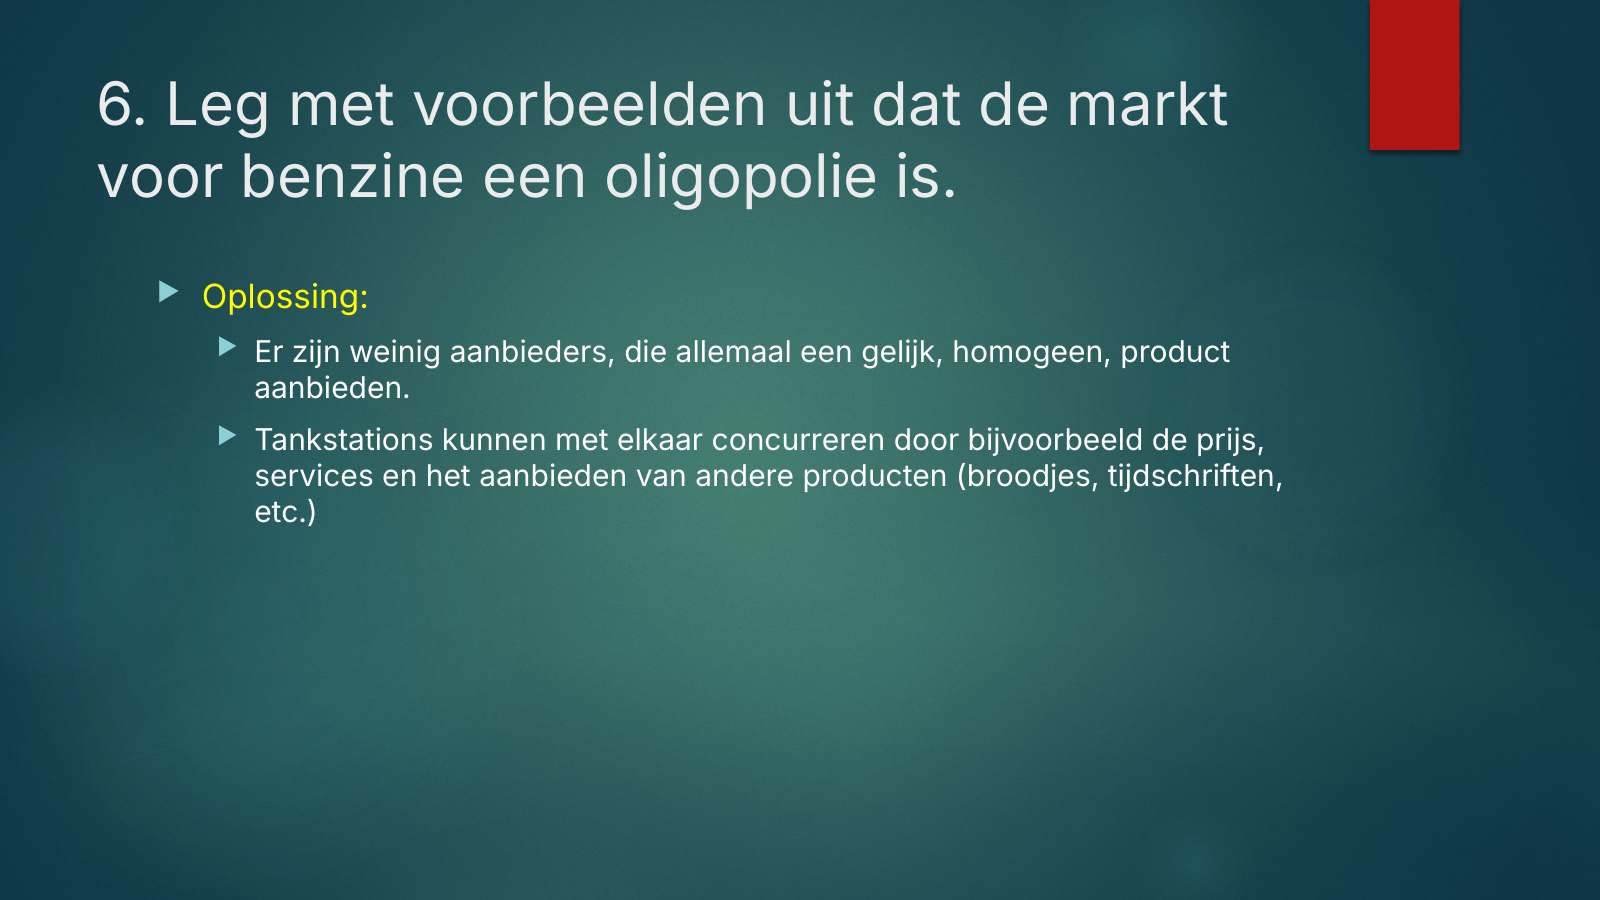 6. Leg met voorbeelden uit dat de markt
voor benzine een oligopolie is.
Oplossing:
Er zijn weinig aanbieders, die allemaal een gelijk, homogeen, product
aanbieden.
Tankstations kunnen met elkaar concurreren door bijvoorbeeld de prijs,
services en het aanbieden van andere producten (broodjes, tijdschriften,
etc.)